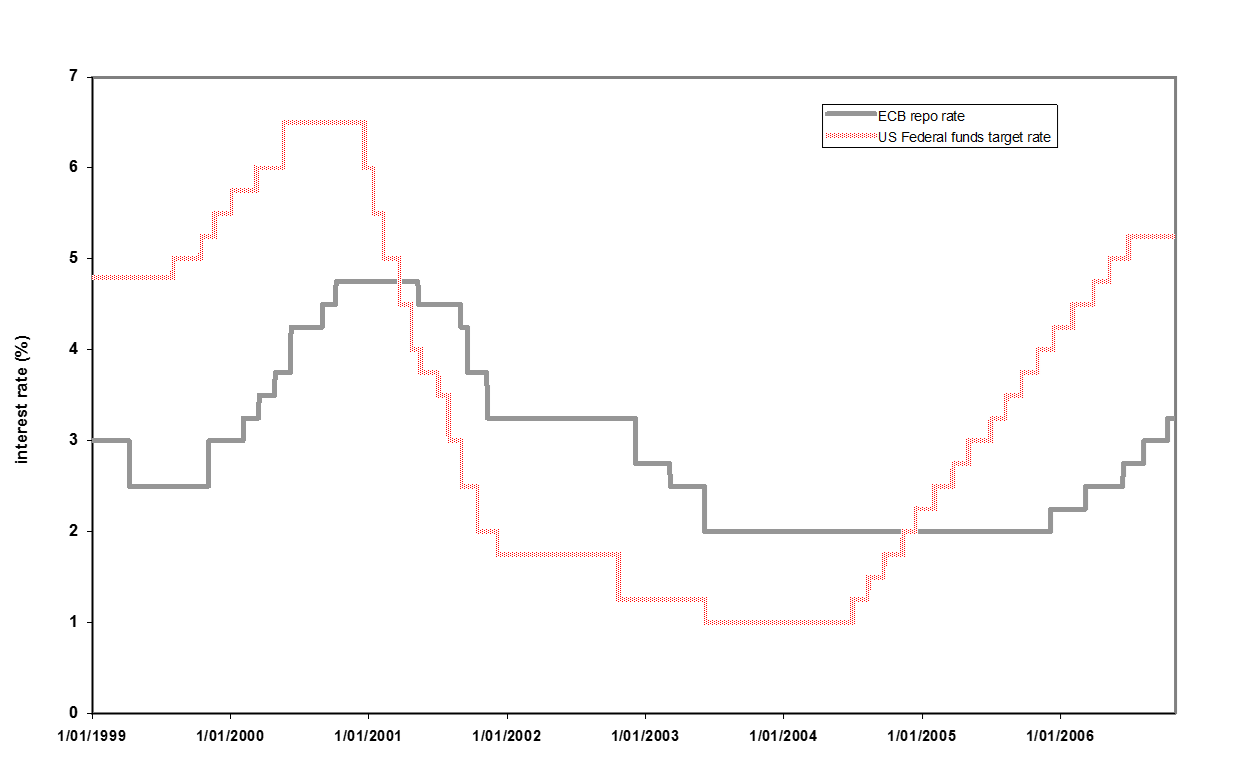 7
ECB repo rate
US Federal funds target rate
6
5
4
interest rate (%)
3
2
1
0
1/01/1999 1/01/2000 1/01/2001 1/01/2002 1/01/2003 1/01/2004 1/01/2005 1/01/2006